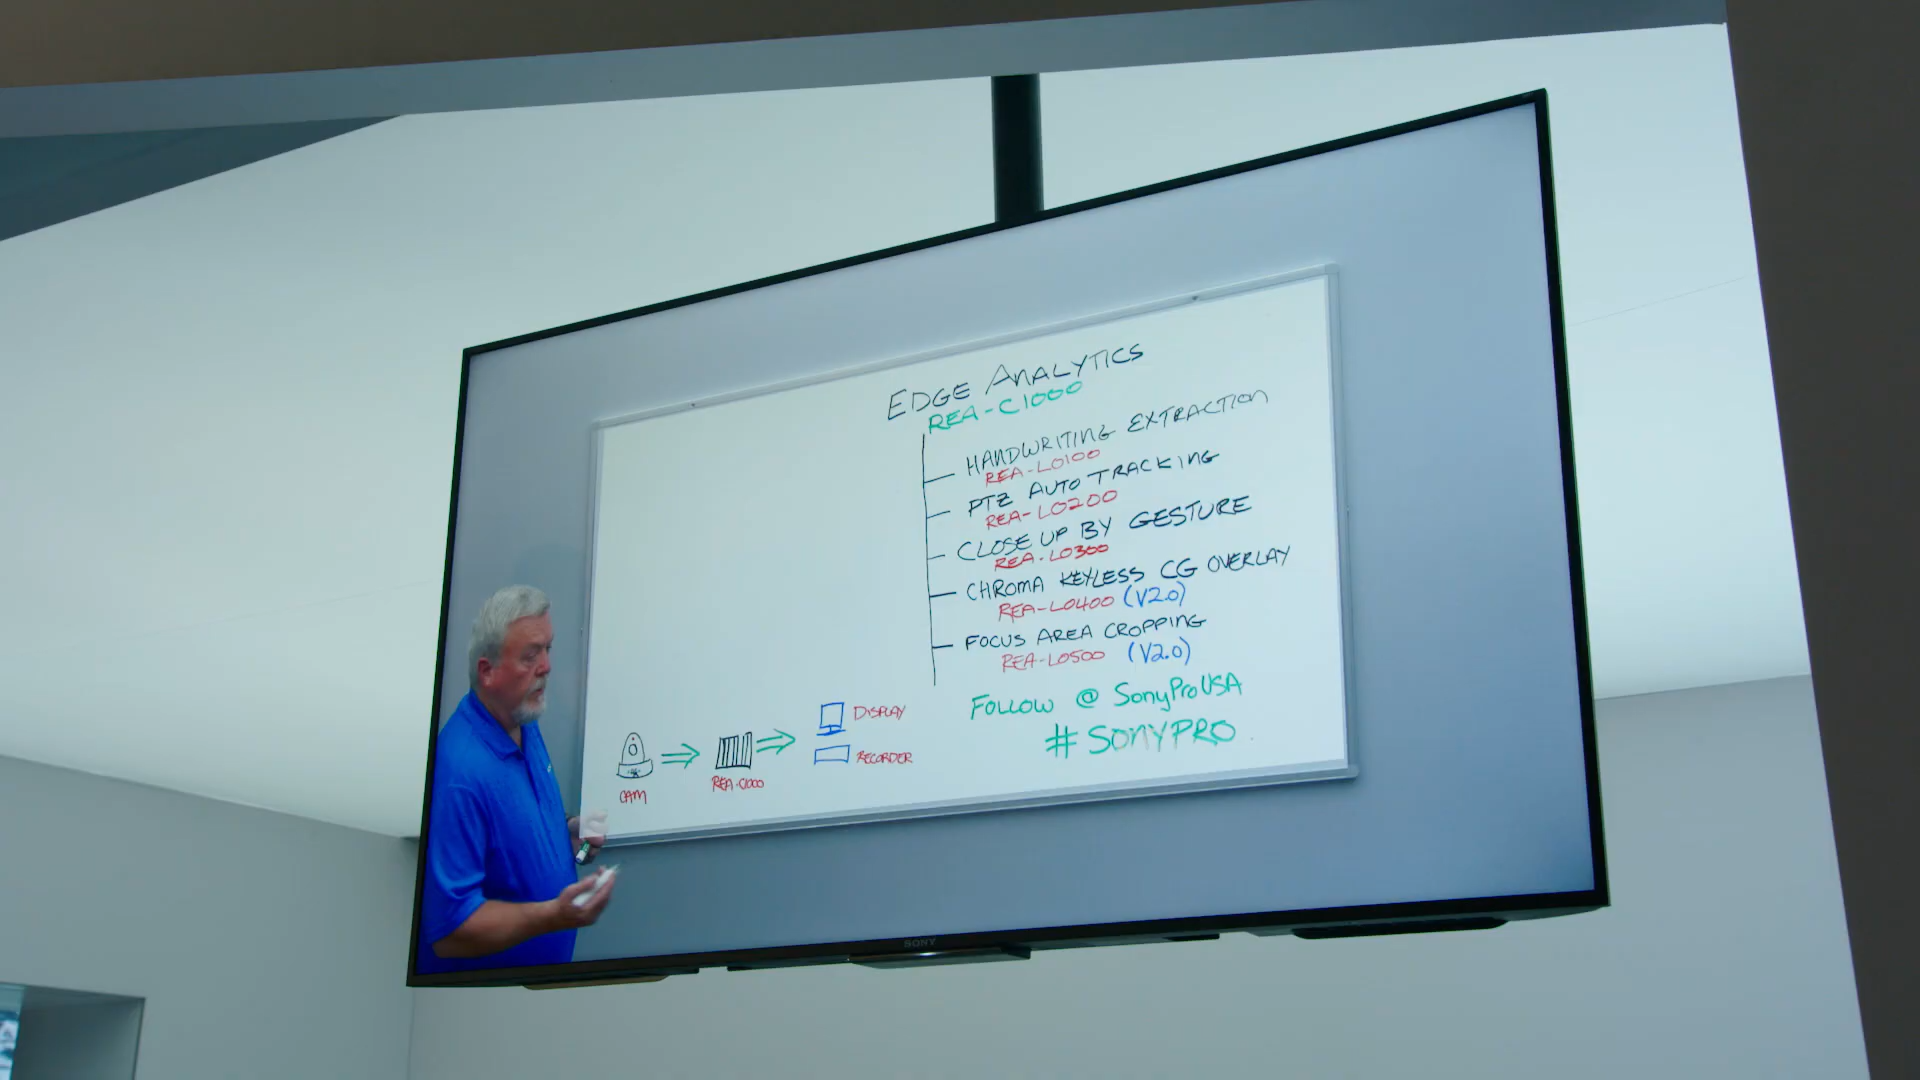 EDGE ANALYTICS
REA-C1000
HANDWRITING EXTRACTION
REA-L0100
PTZ AUTO TRACKING
REA-L0200
CLOSE UP BY GESTURE
REA-L0300
CHROMA KEYLESS CG OVERLAY
REA-L0400 (V2.0)
FOCUS AREA CROPPING
REA-L0500 (V2.0)
FOLLOW @ SonyProUSA
#SONYPRO
DISPLAY
RECORDER
REA-C1000
CAM
SONY